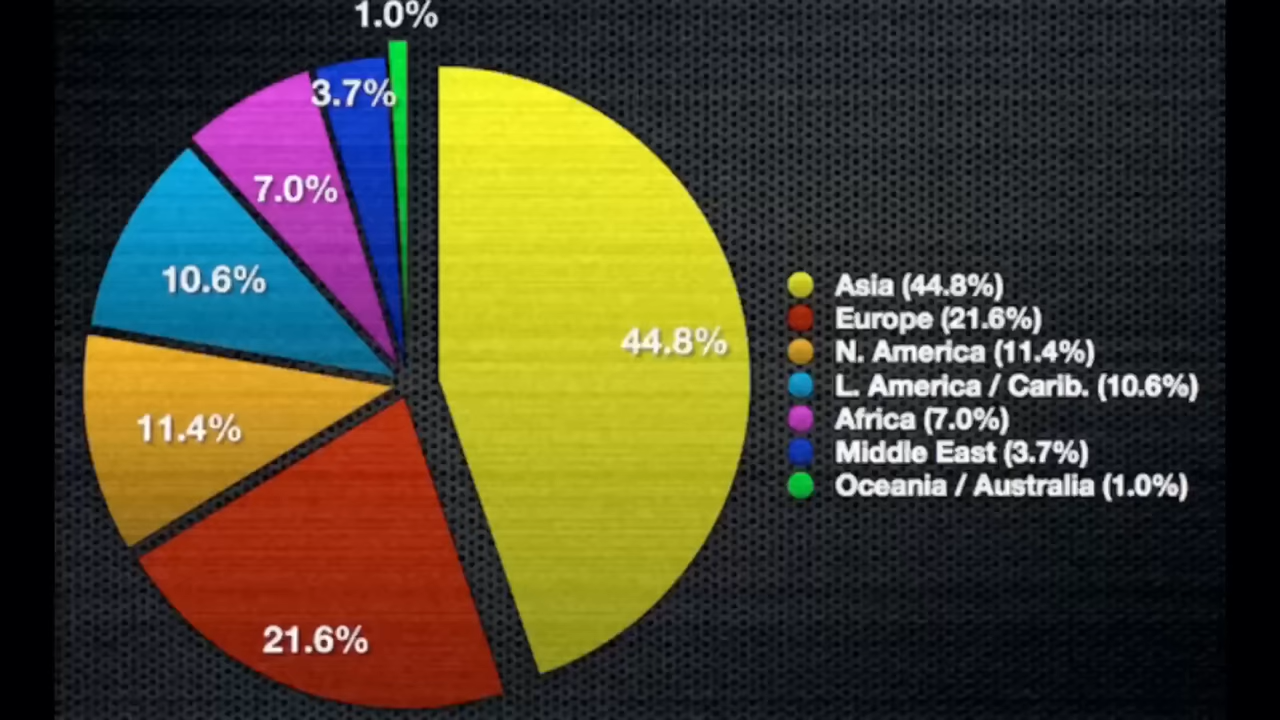 1.0%
3.7%
7.0%
10.6%
11.4%
21.6%
44.8%
Asia (44.8%)
Europe (21.6%)
N. America (11.4%)
L. America / Carib. (10.6%)
Africa (7.0%)
Middle East (3.7%)
Oceania / Australia (1.0%)